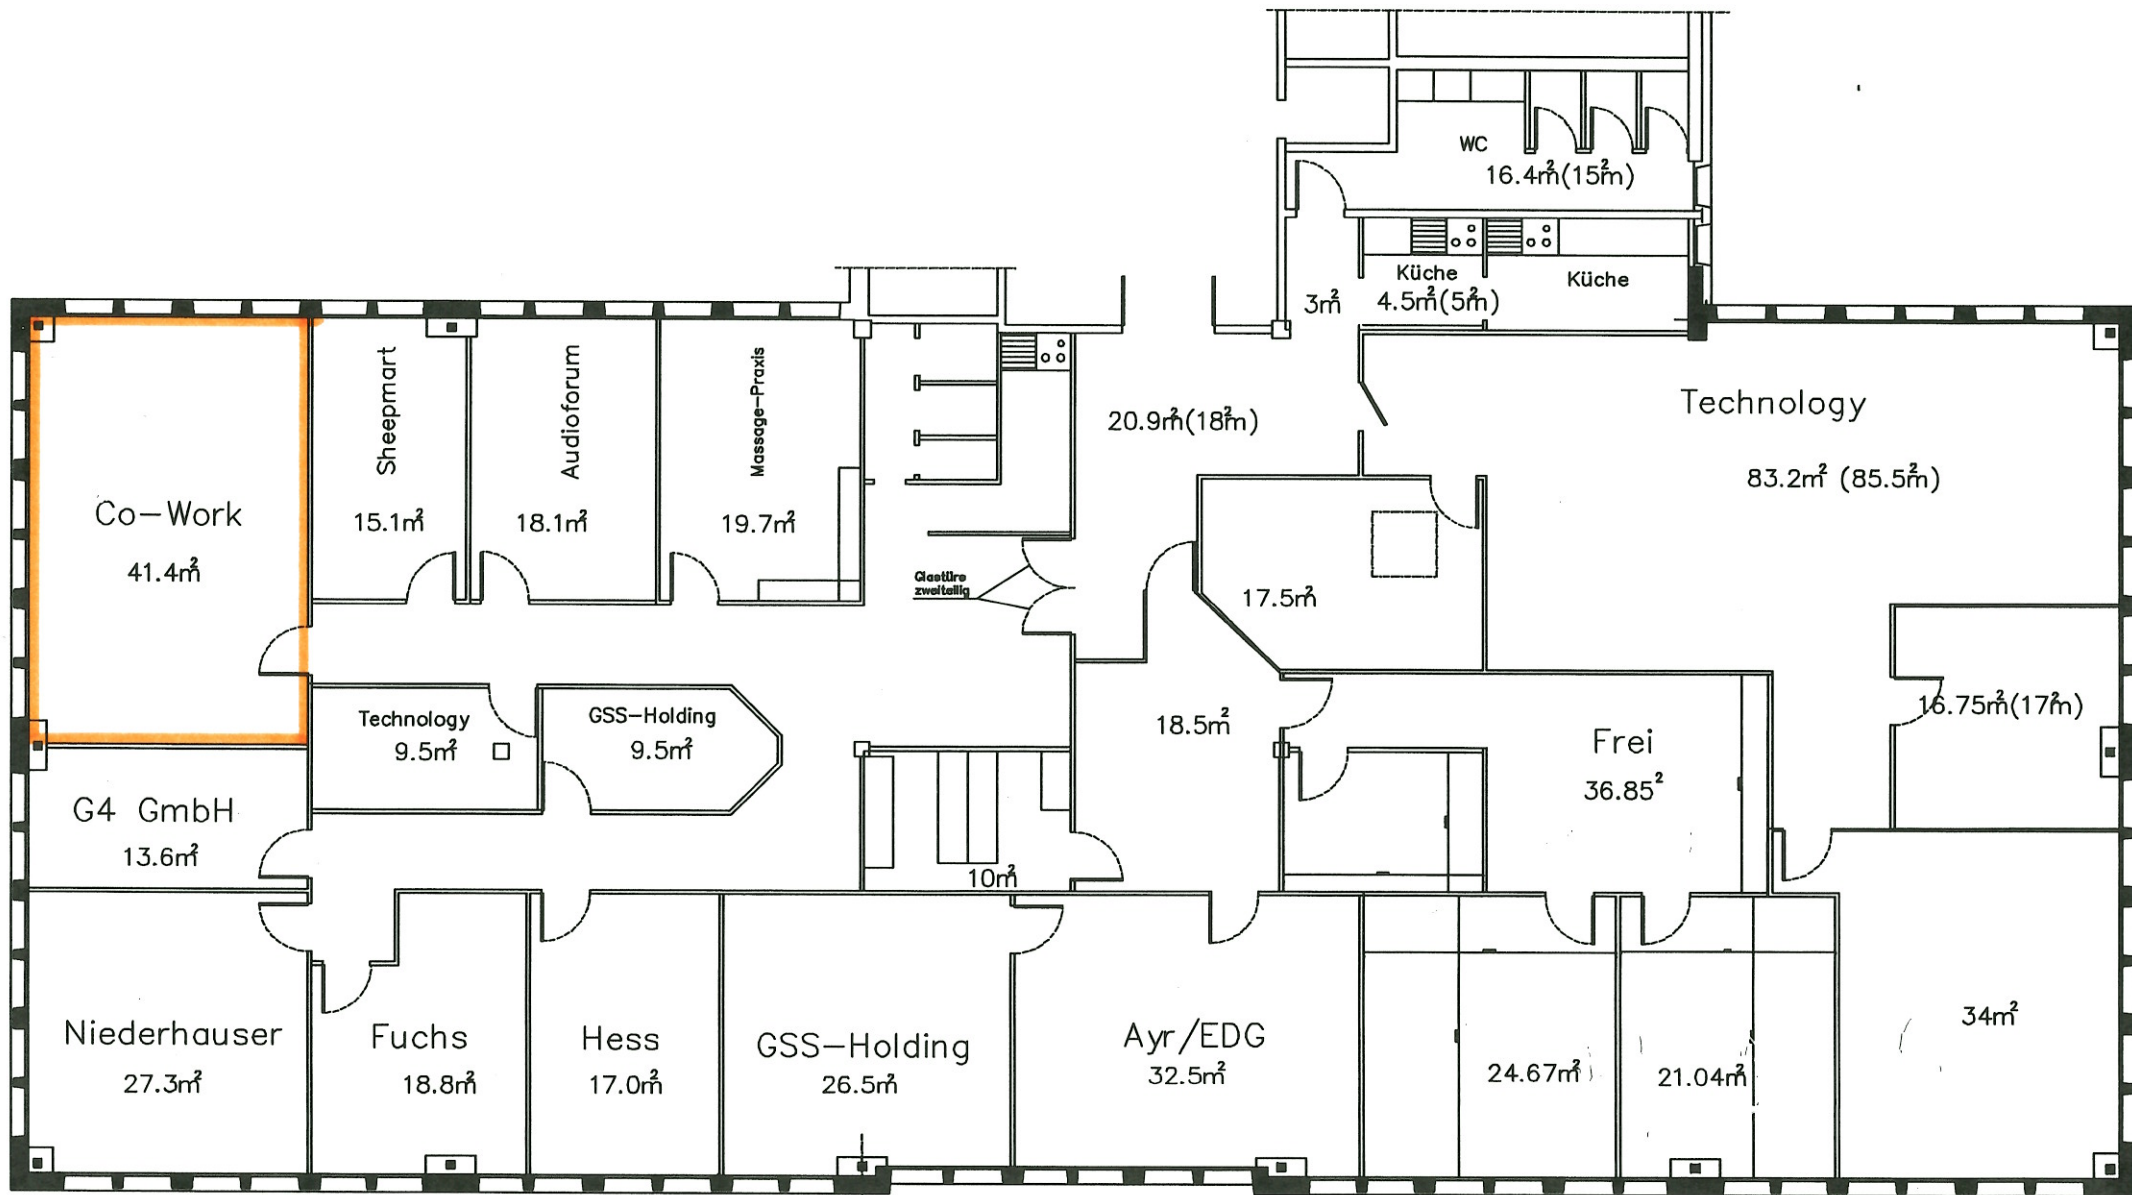 WC
16.4m²(15m²)
Küche
4.5m²(5m²)
Küche
3m²
Sheepmart
15.1m²
Audioforum
18.1m²
Massage-Praxis
19.7m²
20.9m²(18m²)
Technology
83.2m² (85.5m²)
Co-Work
41.4m²
Glastüre
zweiteilig
17.5m²
16.75m²(17m²)
Technology
9.5m²
GSS-Holding
9.5m²
18.5m²
Frei
36.85²
G4 GmbH
13.6m²
10m²
Niederhauser
27.3m²
Fuchs
18.8m²
Hess
17.0m²
GSS-Holding
26.5m²
Ayr/EDG
32.5m²
24.67m²
21.04m²
34m²